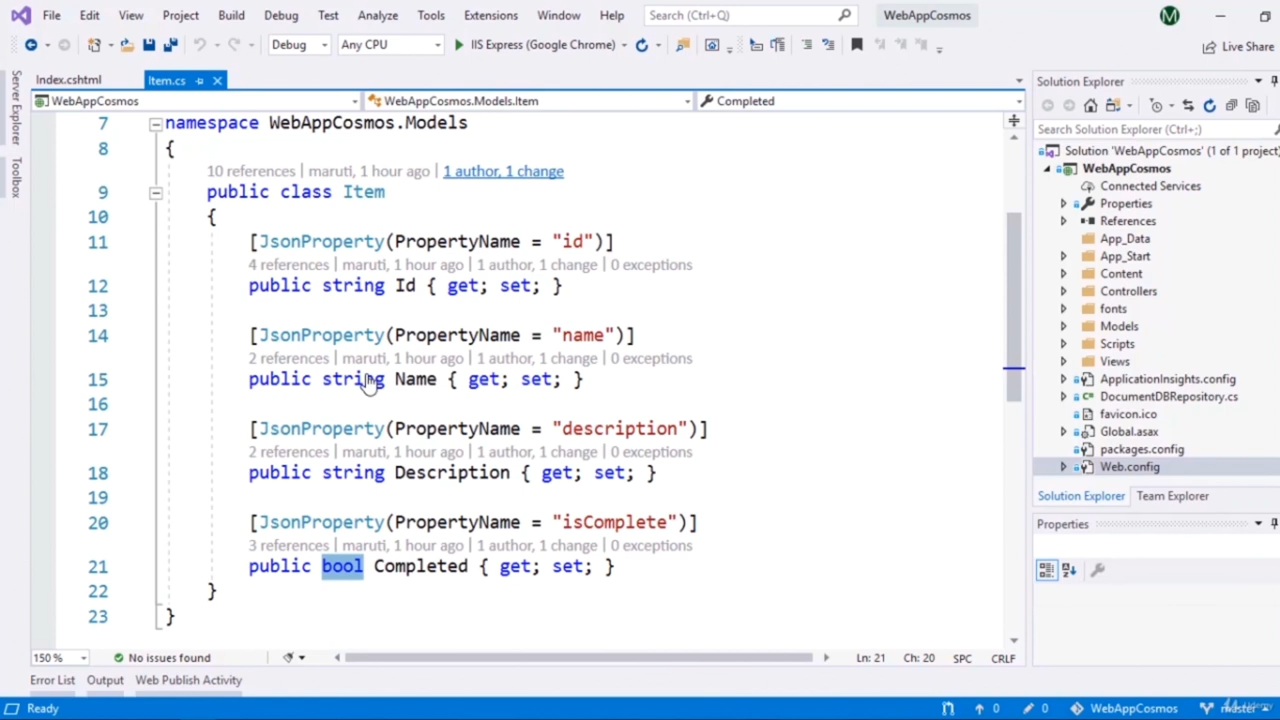 File Edit View Project Build Debug Test Analyze Tools Extensions Window Help Search (Ctrl+Q) WebAppCosmos M
Debug Any CPU IIS Express (Google Chrome) Live Share
Server Explorer
Toolbox
Index.cshtml Item.cs
WebAppCosmos WebAppCosmos.Models.Item Completed
7 namespace WebAppCosmos.Models
8 {
10 references | maruti, 1 hour ago | 1 author, 1 change
9 public class Item
10 {
11 [JsonProperty(PropertyName = "id")]
4 references | maruti, 1 hour ago | 1 author, 1 change | 0 exceptions
12 public string Id { get; set; }
13
14 [JsonProperty(PropertyName = "name")]
2 references | maruti, 1 hour ago | 1 author, 1 change | 0 exceptions
15 public string Name { get; set; }
16
17 [JsonProperty(PropertyName = "description")]
2 references | maruti, 1 hour ago | 1 author, 1 change | 0 exceptions
18 public string Description { get; set; }
19
20 [JsonProperty(PropertyName = "isComplete")]
3 references | maruti, 1 hour ago | 1 author, 1 change | 0 exceptions
21 public bool Completed { get; set; }
22 }
23 }
150 % No issues found Ln: 21 Ch: 20 SPC CRLF
Error List Output Web Publish Activity
Solution Explorer
Search Solution Explorer (Ctrl+;)
Solution 'WebAppCosmos' (1 of 1 project)
WebAppCosmos
Connected Services
Properties
References
App_Data
App_Start
Content
Controllers
fonts
Models
Scripts
Views
ApplicationInsights.config
DocumentDBRepository.cs
favicon.ico
Global.asax
packages.config
Web.config
Solution Explorer Team Explorer
Properties
Ready 0 0 WebAppCosmos master